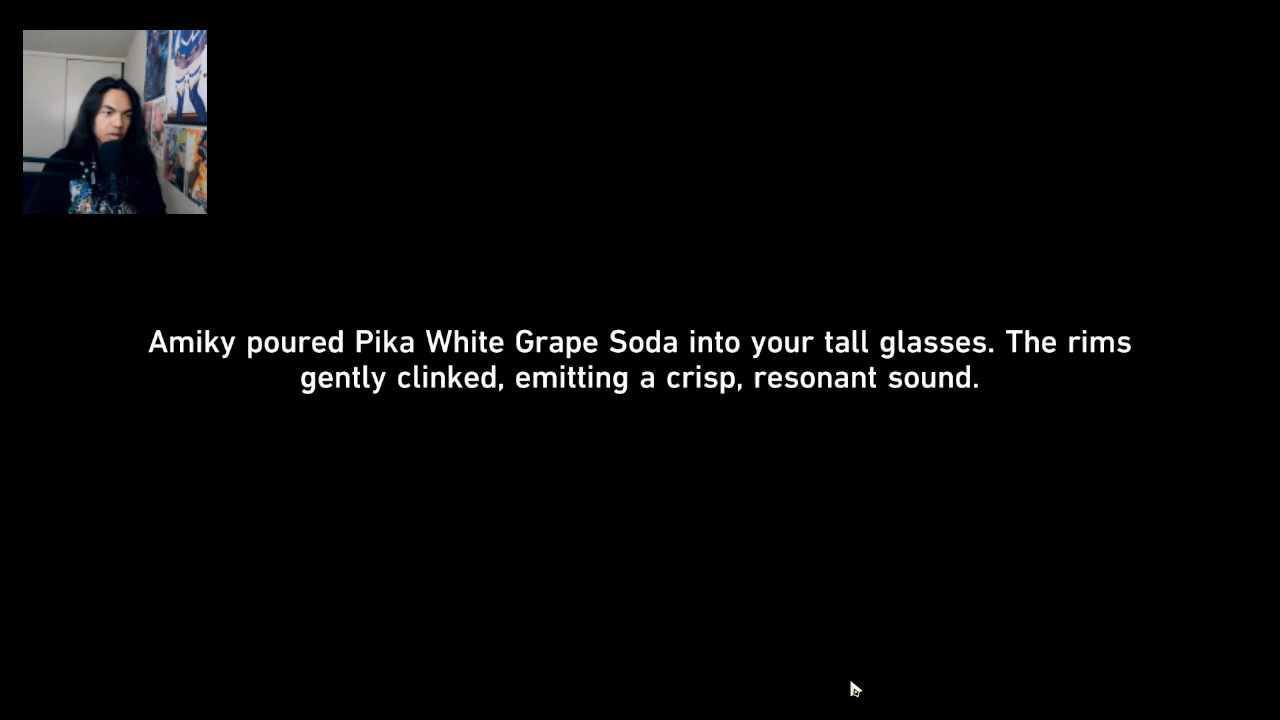 Amiky poured Pika White Grape Soda into your tall glasses. The rims
gently clinked, emitting a crisp, resonant sound.